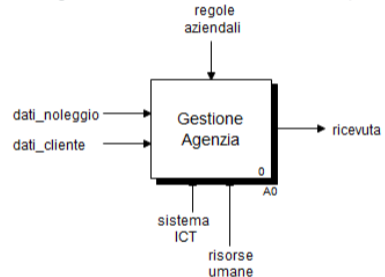 regole
aziendali
dati_noleggio
dati_cliente
Gestione
Agenzia
ricevuta
0
A0
sistema
ICT
risorse
umane